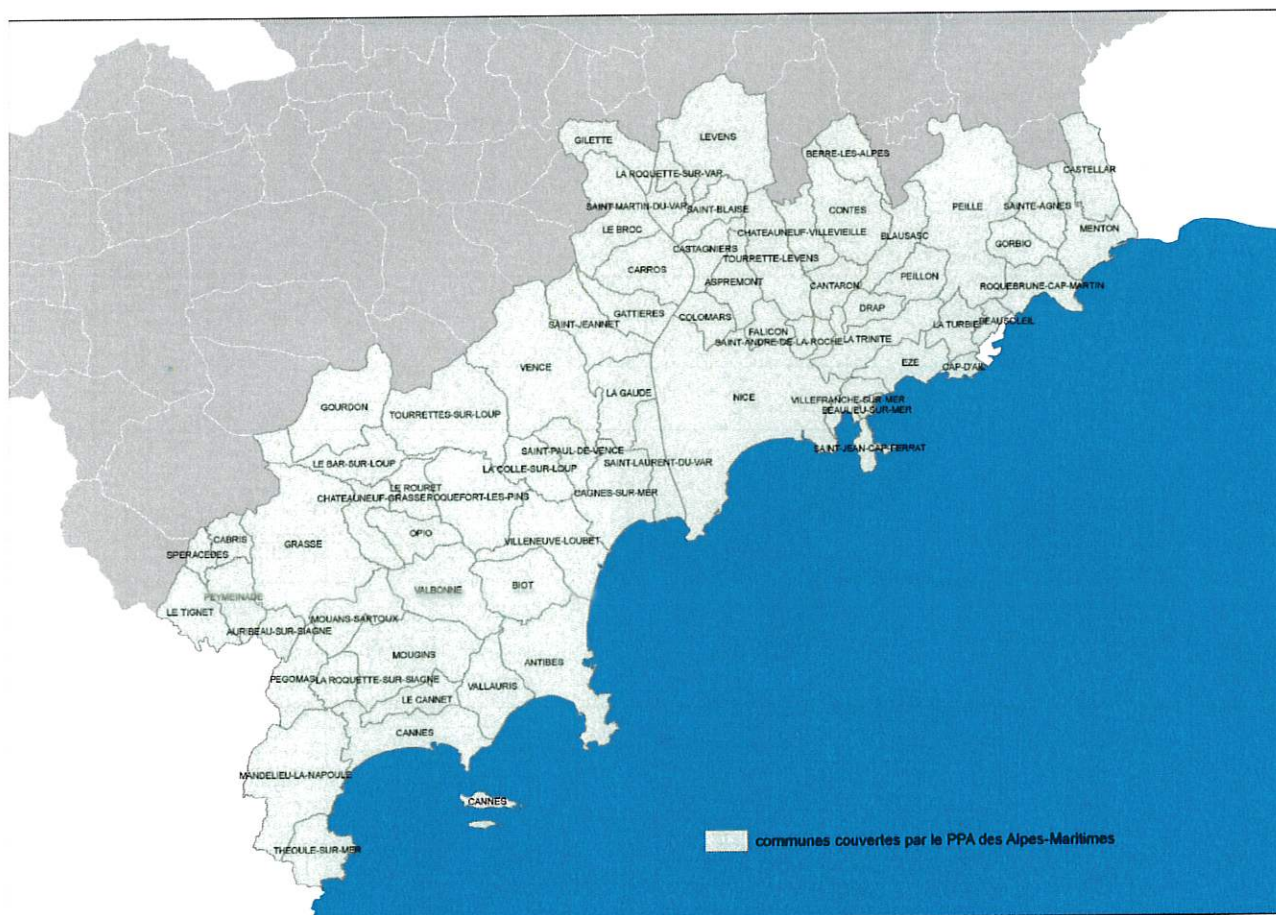 LEVENS
GILETTE
BERRE-LES-ALPES
LA ROQUETTE-SUR-VAR
CASTELLAR
SAINT-MARTIN-DU-VAR
SAINT-BLAISE
CONTES
PEILLE
SAINTE-AGNES
LE BROC
CHATEAUNEUF-VILLEVIEILLE
BLAUSASC
MENTON
CASTAGNIERS
GORBIO
TOURRETTE-LEVENS
CARROS
ASPREMONT
CANTARON
PEILLON
ROQUEBRUNE-CAP-MARTIN
DRAP
GATTIERES
COLOMARS
SAINT-JEANNET
FALICON
LA TURBIE
BEAUSOLEIL
SAINT-ANDRE-DE-LA-ROCHE
LA TRINITE
EZE
CAP-D'AIL
VENCE
LA GAUDE
NICE
VILLEFRANCHE-SUR-MER
BEAULIEU-SUR-MER
GOURDON
TOURRETTES-SUR-LOUP
SAINT-JEAN-CAP-FERRAT
SAINT-PAUL-DE-VENCE
LE BAR-SUR-LOUP
LA COLLE-SUR-LOUP
SAINT-LAURENT-DU-VAR
LE ROURET
CHATEAUNEUF-GRASSE
ROQUEFORT-LES-PINS
CAGNES-SUR-MER
OPIO
CABRIS
GRASSE
VILLENEUVE-LOUBET
SPERACEDES
BIOT
VALBONNE
PEYMEINADE
LE TIGNET
MOUANS-SARTOUX
AURIBEAU-SUR-SIAGNE
MOUGINS
ANTIBES
PEGOMAS
LA ROQUETTE-SUR-SIAGNE
VALLAURIS
LE CANNET
CANNES
MANDELIEU-LA-NAPOULE
CANNES
communes couvertes par le PPA des Alpes-Maritimes
THEOULE-SUR-MER